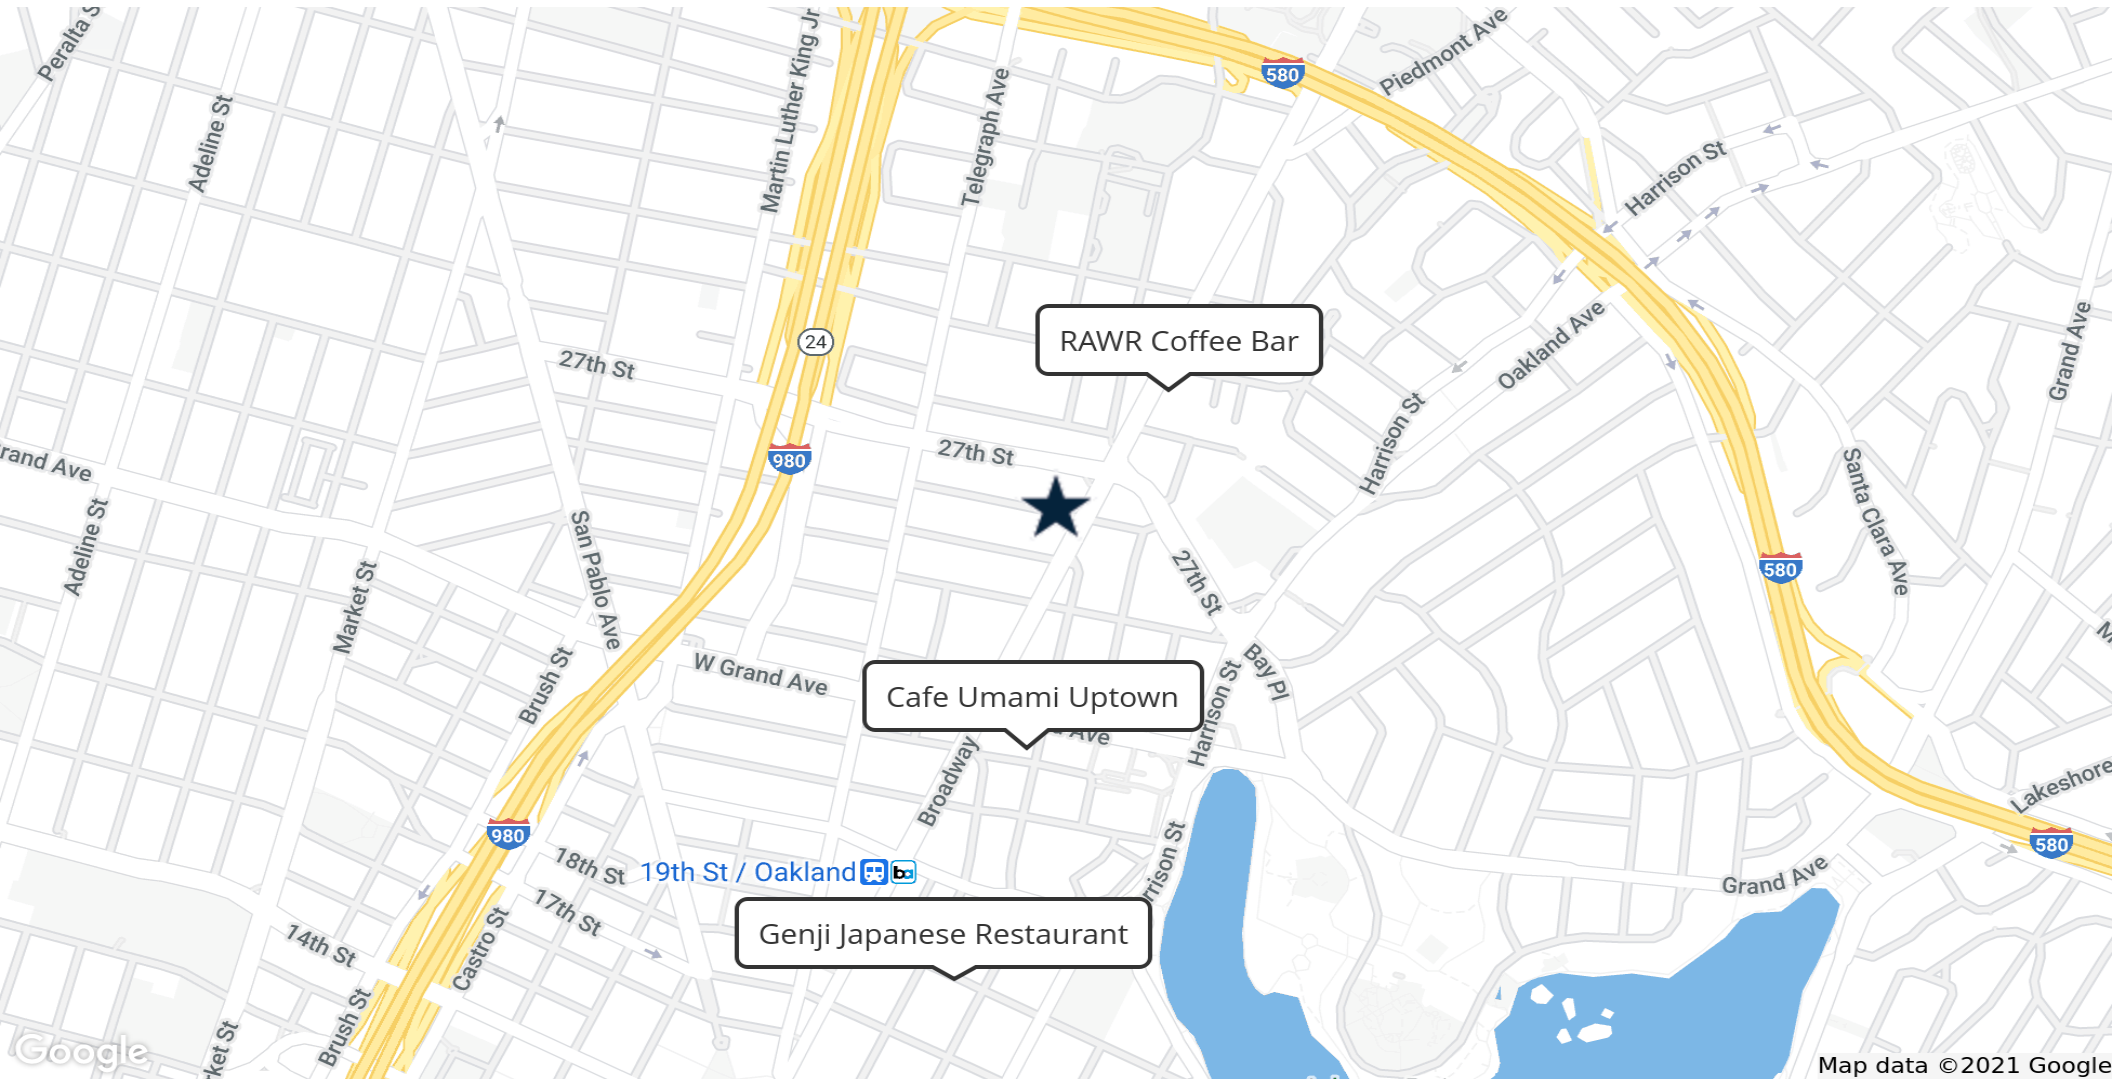 Peralta S
Adeline St
Martin Luther King Jr
Telegraph Ave
580
Piedmont Ave
Harrison St
24
RAWR Coffee Bar
Oakland Ave
Grand Ave
27th St
Harrison St
rand Ave
980
27th St
Santa Clara Ave
Adeline St
San Pablo Ave
Market St
27th St
580
Brush St
W Grand Ave
Bay Pl
Harrison St
Cafe Umami Uptown
Ave
M
Broadway
Lakeshore
980
580
18th St
19th St / Oakland
ba
Grand Ave
rrison St
17th St
Genji Japanese Restaurant
14th St
Castro St
Brush St
rket St
Google
Map data ©2021 Google